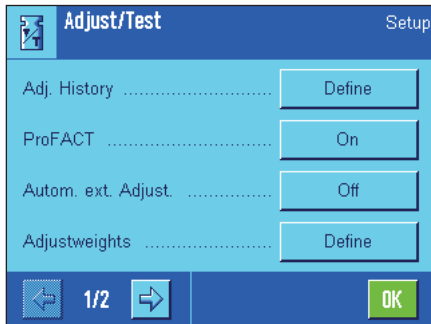 Adjust/Test Setup
Adj. History ........................... Define
ProFACT .............................. On
Autom. ext. Adjust. ............... Off
Adjustweights ....................... Define
1/2 OK